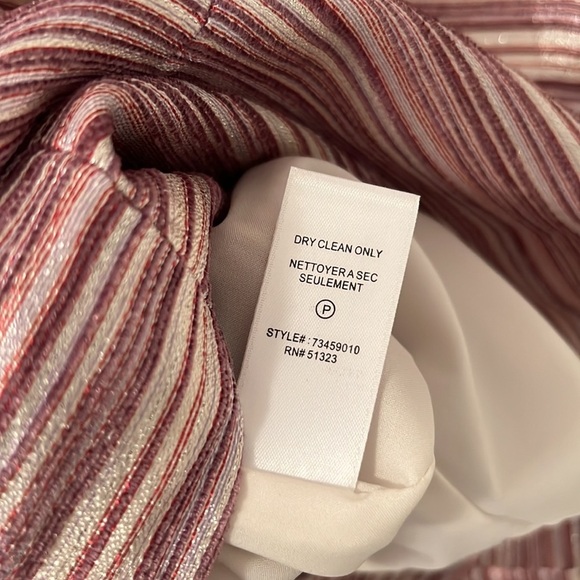 DRY CLEAN ONLY
NETTOYER A SEC
SEULEMENT
P
STYLE# : 73459010
RN# 51323